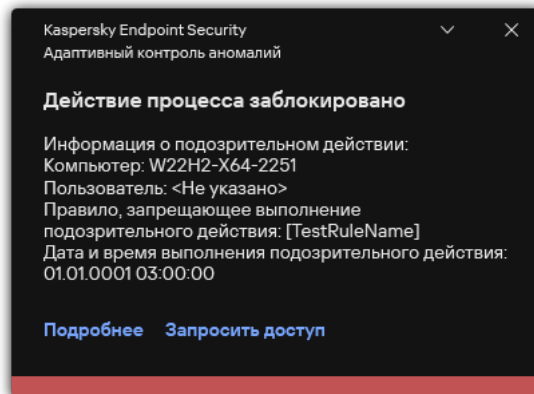 Kaspersky Endpoint Security
Адаптивный контроль аномалий
Действие процесса заблокировано
Информация о подозрительном действии:
Компьютер: W22H2-X64-2251
Пользователь: <Не указано>
Правило, запрещающее выполнение
подозрительного действия: [TestRuleName]
Дата и время выполнения подозрительного действия:
01.01.0001 03:00:00
Подробнее Запросить доступ